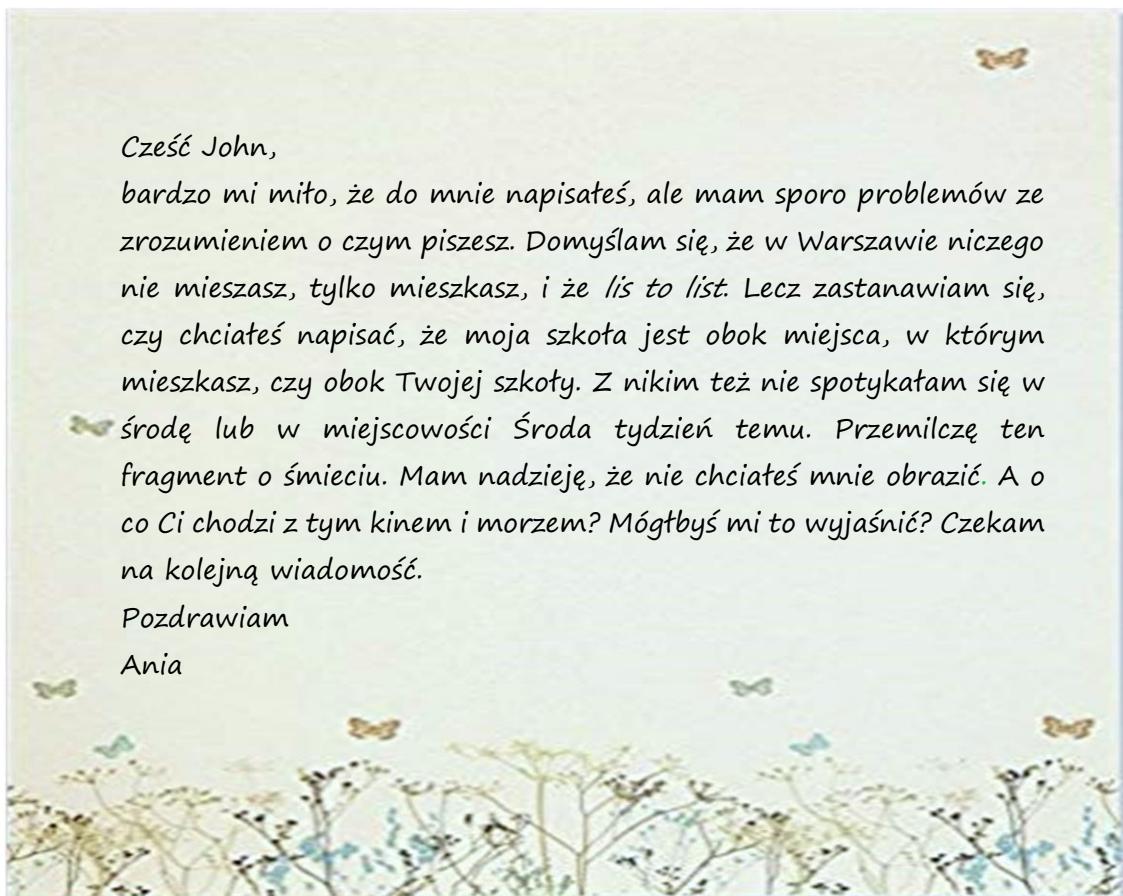 Cześć John,
bardzo mi miło, że do mnie napisałeś, ale mam sporo problemów ze
zrozumieniem o czym piszesz. Domyślam się, że w Warszawie niczego
nie mieszasz, tylko mieszkasz, i że lis to list. Lecz zastanawiam się,
czy chciałeś napisać, że moja szkoła jest obok miejsca, w którym
mieszkasz, czy obok Twojej szkoły. Z nikim też nie spotykałam się w
środę lub w miejscowości Środa tydzień temu. Przemilczę ten
fragment o śmieciu. Mam nadzieję, że nie chciałeś mnie obrazić. A o
co Ci chodzi z tym kinem i morzem? Mógłbyś mi to wyjaśnić? Czekam
na kolejną wiadomość.
Pozdrawiam
Ania